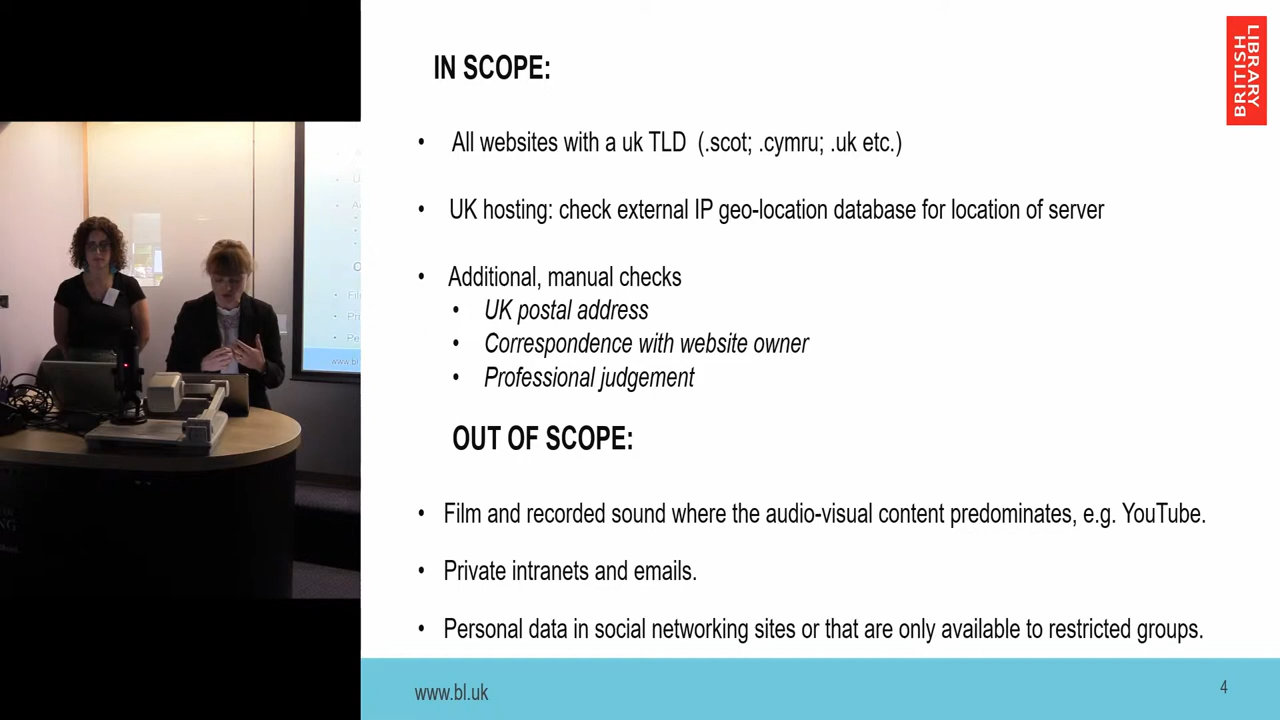 IN SCOPE:
LIBRARY
BRITISH
• All websites with a uk TLD (.scot; .cymru; .uk etc.)
• UK hosting: check external IP geo-location database for location of server
• Additional, manual checks
• UK postal address
• Correspondence with website owner
• Professional judgement
OUT OF SCOPE:
• Film and recorded sound where the audio-visual content predominates, e.g. YouTube.
• Private intranets and emails.
• Personal data in social networking sites or that are only available to restricted groups.
www.bl.uk
4